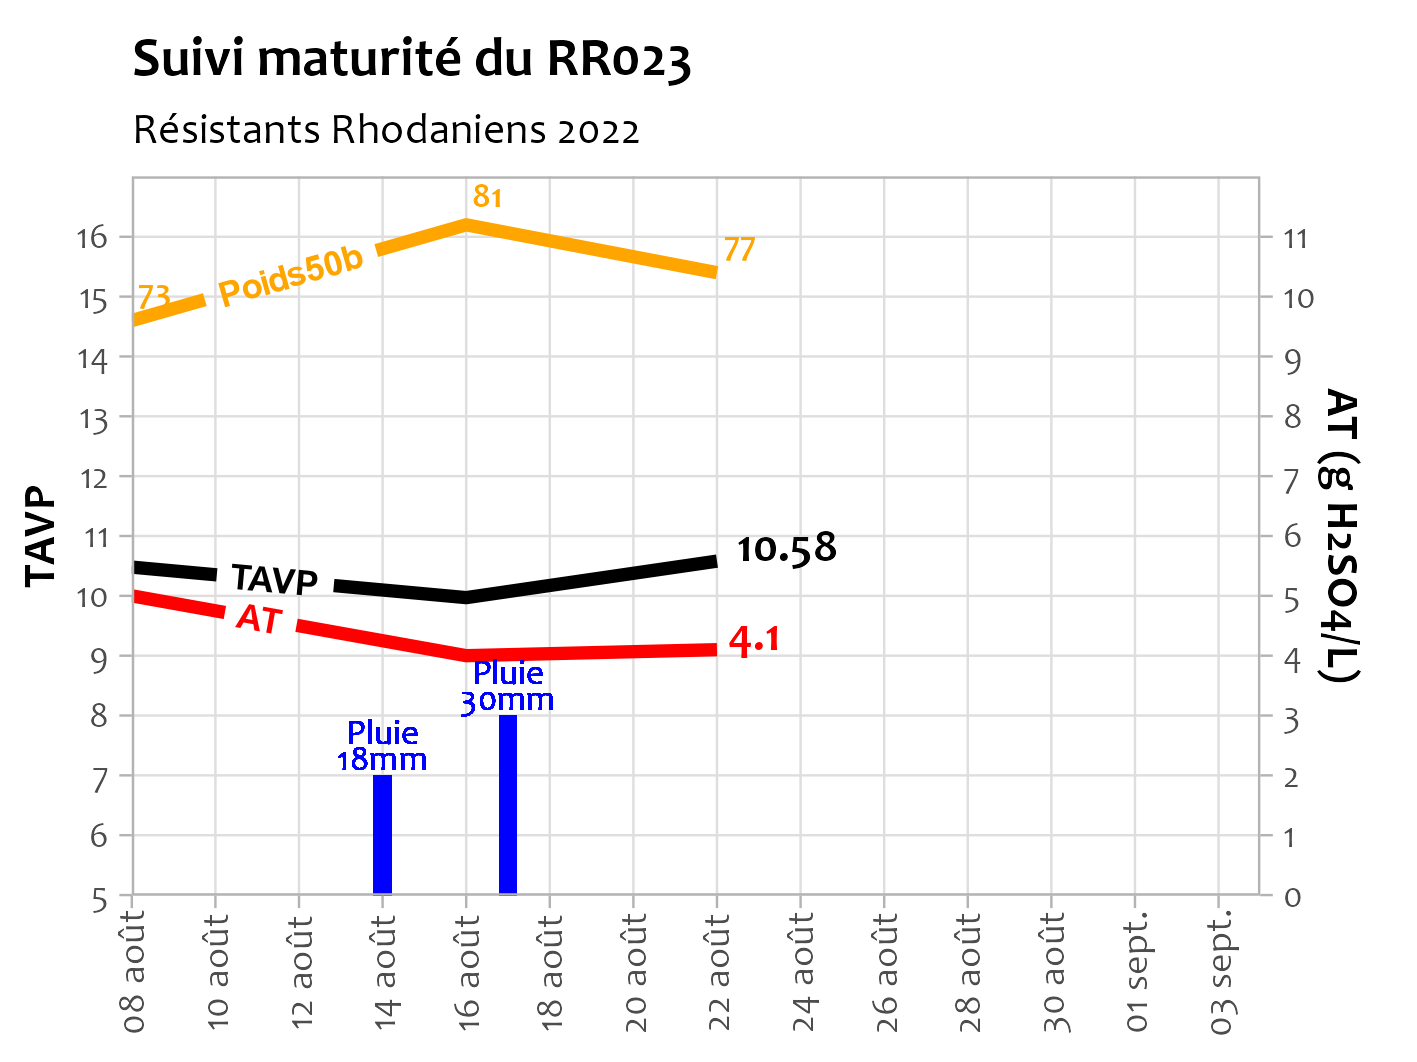 Suivi maturité du RR023
Résistants Rhodaniens 2022
TAVP
16
15
14
13
12
11
10
9
8
7
6
5
81
77
73
Poids50b
TAVP
10.58
AT
4.1
Pluie
30mm
Pluie
18mm
11
10
9
8
7
6
5
4
3
2
1
0
AT (g H2SO4/L)
08 août
10 août
12 août
14 août
16 août
18 août
20 août
22 août
24 août
26 août
28 août
30 août
01 sept.
03 sept.